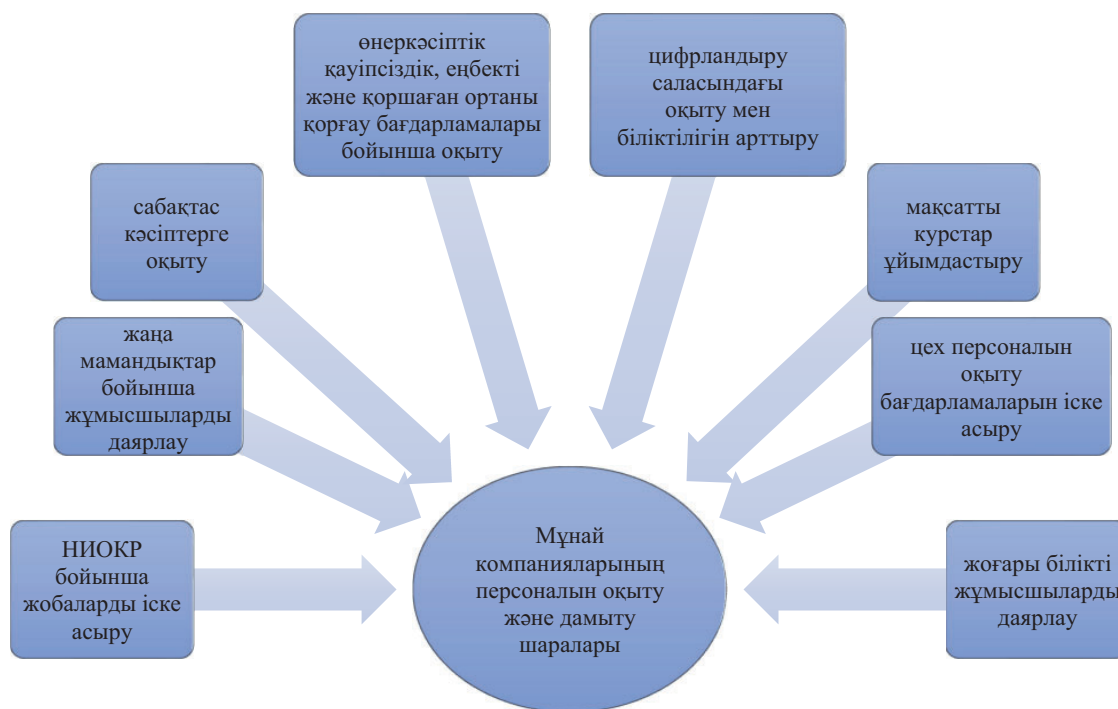 өнеркәсіптік
қауіпсіздік, еңбекті
және қоршаған ортаны
қорғау бағдарламалары
бойынша оқыту
цифрландыру
саласындағы
оқыту мен
біліктілігін арттыру
сабақтас
кәсіптерге
оқыту
мақсатты
курстар
ұйымдастыру
жаңа
мамандықтар
бойынша
жұмысшыларды
даярлау
цех персоналын
оқыту
бағдарламаларын іске
асыру
НИОКР
бойынша
жобаларды іске
асыру
Мұнай
компанияларының
персоналын оқыту
және дамыту
шаралары
жоғары білікті
жұмысшыларды
даярлау